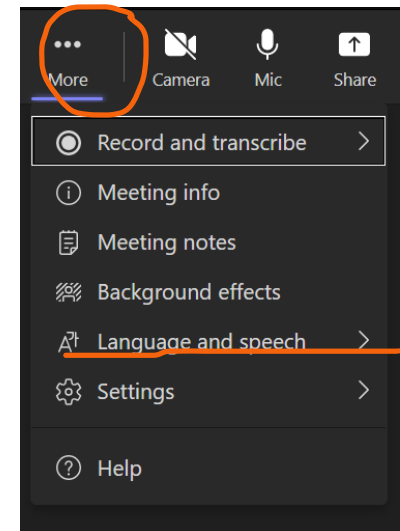 More Camera Mic Share
Record and transcribe
Meeting info
Meeting notes
Background effects
Language and speech
Settings
Help